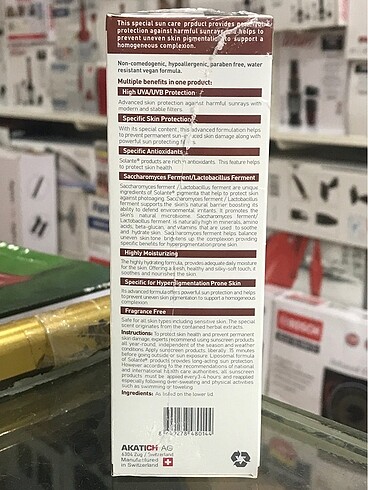 This special sun care product provides powerful
protection against harmful sunrays and helps to
prevent uneven skin pigmentation to support a
homogeneous complexion.
Non-comedogenic, hypoallergenic, paraben free, water
resistant vegan formula.
Multiple benefits in one product:
High UVA/UVB Protection
Advanced skin protection against harmful sunrays with
modern and stable filters
Specific Skin Protection
With its special content, this advanced formulation helps
to prevent permanent sun-induced skin damage along with
powerful sun protecting
Specific Antioxidants
Solante® products are rich in antioxidants. This feature helps
to protect skin health
Saccharomyces Ferment/Lactobacillus Ferment
Saccharomyces ferment / Lactobacillus ferment are unique
ingredients of Solante® pigmenta that help to protect skin
against photoaging. Saccharomyces ferment / Lactobacillus
ferment supports the skin's natural barrier boosting its
ability to defend environmental irritants. It promotes the
skin's natural microbiome. Saccharomyces ferment/
Lactobacillus ferment is naturally high in minerals, amino
acids, beta-glucan, and vitamins that are used to soothe
and hydrate skin. Saccharomyces ferment helps balance
uneven skin tone brightens up the complexion providing
specific benefits for hyperpigmentation prone skin
Highly Moisturizing
The highly hydrating formula, provides adequate daily moisture
for the skin. Offering a fresh, healthy and silky-soft touch, it
soothes and nourishes the skin
Specific for Hyperpigmentation Prone Skin
Its advanced formula offers powerful sun protection and helps
to prevent uneven skin pigmentation to support a homogeneous
complexion
Fragrance Free
Safe for all skin types including sensitive skin. The special
scent originates from the contained herbal extracts.
Instructions: To protect skin health and prevent permanent
skin damage, experts recommend using sunscreen products
all year-round, independent of the season and weather
conditions. Apply sunscreen products, liberally, 15 minutes
before going outside or sun exposure. Liposomal formula
of Solante® products provides long-acting sun protection.
However according to the recommendations of national
and international health care authorities, all sunscreen
products must be applied every 3-4 hours and reapplied
especially following over-sweating and physical activities
such as swimming or toweling.
Ingredients: As listed on the lower lid.
AKATICH AG
6304 Zug / Switzerland
Manufactured
in Switzerland